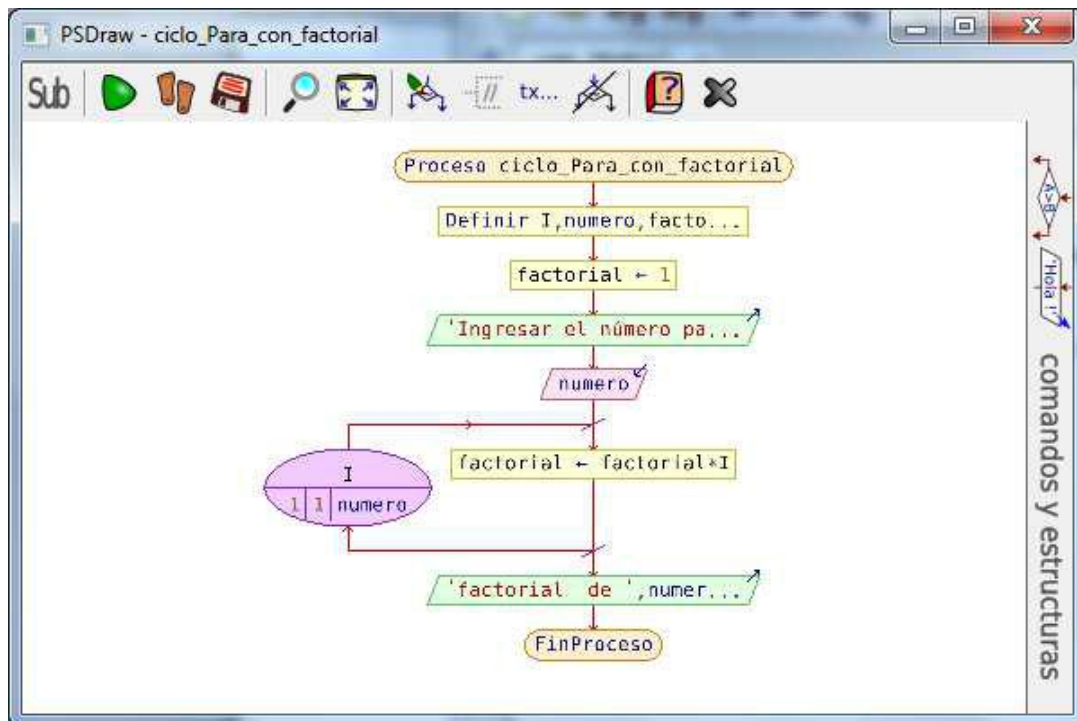 PSDraw - ciclo_Para_con_factorial
Sub
tx...
Proceso ciclo_Para_con_factorial
Definir I,numero,facto...
factorial ← 1
'Ingresar el número pa...
numero
factorial ← factorial*I
I
1 1 numero
'factorial de ',numer...
FinProceso
A>B
'Hola !'
comandos y estructuras